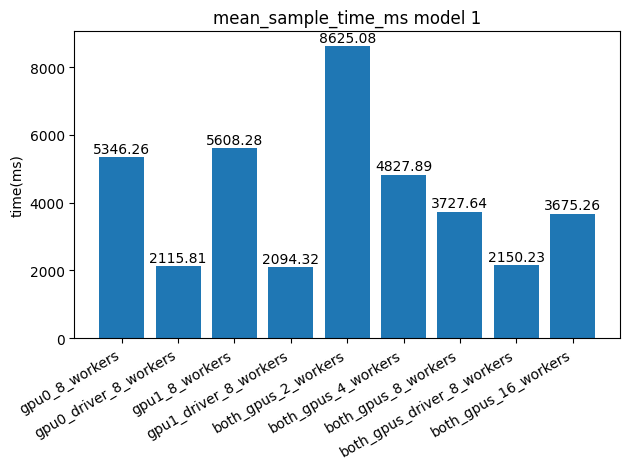 mean_sample_time_ms model 1
time(ms)
8000
6000
4000
2000
0
5346.26
2115.81
5608.28
2094.32
8625.08
4827.89
3727.64
2150.23
3675.26
gpu0_8_workers
gpu0_driver_8_workers
gpu1_8_workers
gpu1_driver_8_workers
both_gpus_2_workers
both_gpus_4_workers
both_gpus_8_workers
both_gpus_driver_8_workers
both_gpus_16_workers